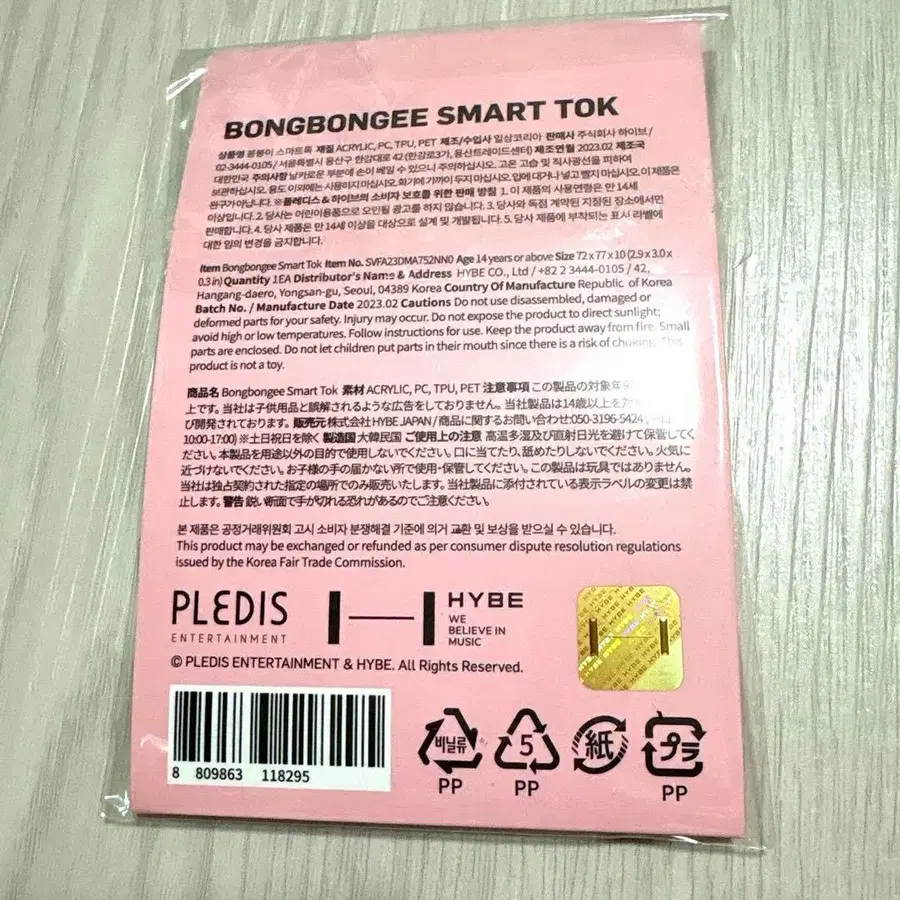 BONGBONGEE SMART TOK
상품명 봉봉이 스마트톡 재질 ACRYLIC, PC, TPU, PET 제조/수입사 일상코리아 판매사 주식회사 하이브 /
02-3444-0105 / 서울특별시 용산구 한강대로 42 (한강로3가, 용산트레이드센터) 제조연월 2023.02 제조국
대한민국 주의사항 날카로운 부분에 손이 베일 수 있으니 주의하십시오. 고온 고습 및 직사광선을 피하여
보관하십시오. 용도 이외에는 사용하지 마십시오. 화기에 가까이 두지 마십시오. 입에 대거나 넣고 빨지 마십시오. 이 제품은
완구가 아닙니다. ※플레디스 & 하이브의 소비자 보호를 위한 판매 방침 1. 이 제품의 사용연령은 만 14세
이상입니다. 2. 당사는 어린이용품으로 오인될 광고를 하지 않습니다. 3. 당사와 독점 계약된 지정된 장소에서만
판매합니다. 4. 당사 제품은 만 14세 이상을 대상으로 설계 및 개발됩니다. 5. 당사 제품에 부착되는 표시 라벨에
대한 임의 변경을 금지합니다.
Item Bongbongee Smart Tok Item No. SVFA23DMA752NN0 Age 14 years or above Size 72 x 77 x 10 (2.9 x 3.0 x
0.3 in) Quantity 1EA Distributor's Name & Address HYBE CO., Ltd / +82 2 3444-0105 / 42,
Hangang-daero, Yongsan-gu, Seoul, 04389 Korea Country Of Manufacture Republic of Korea
Batch No. / Manufacture Date 2023.02 Cautions Do not use disassembled, damaged or
deformed parts for your safety. Injury may occur. Do not expose the product to direct sunlight;
avoid high or low temperatures. Follow instructions for use. Keep the product away from fire. Small
parts are enclosed. Do not let children put parts in their mouth since there is a risk of choking. This
product is not a toy.
商品名 Bongbongee Smart Tok 素材 ACRYLIC, PC, TPU, PET 注意事項 この製品の対象年
上です。当社は子供用品と誤解されるような広告をしておりません。当社製品は14歳以上を
び開発されております。販売元 株式会社 HYBE JAPAN / 商品に関するお問い合わせ:050-3196-5424
10:00-17:00) ※土日祝日を除く 製造国 大韓民国 ご使用上の注意 高温多湿及び直射日光を避けて保管してく
ださい。本製品を用途以外の目的で使用しないでください。口に当てたり、舐めたりしないでください。火気に
近づけないでください。お子様の手の届かない所で使用・保管してください。この製品は玩具ではありません。
当社は独占契約された指定の場所でのみ販売いたします。当社製品に添付されている表示ラベルの変更は禁
止します。警告 鋭い断面で手が切れる恐れがあるのでご注意ください。
본 제품은 공정거래위원회 고시 소비자 분쟁해결 기준에 의거 교환 및 보상을 받으실 수 있습니다.
This product may be exchanged or refunded as per consumer dispute resolution regulations
issued by the Korea Fair Trade Commission.
PLEDIS
ENTERTAINMENT
HYBE
WE
BELIEVE IN
MUSIC
© PLEDIS ENTERTAINMENT & HYBE. All Rights Reserved.
8 809863 118295
비닐류
PP
5
PP
紙
プラ
PP